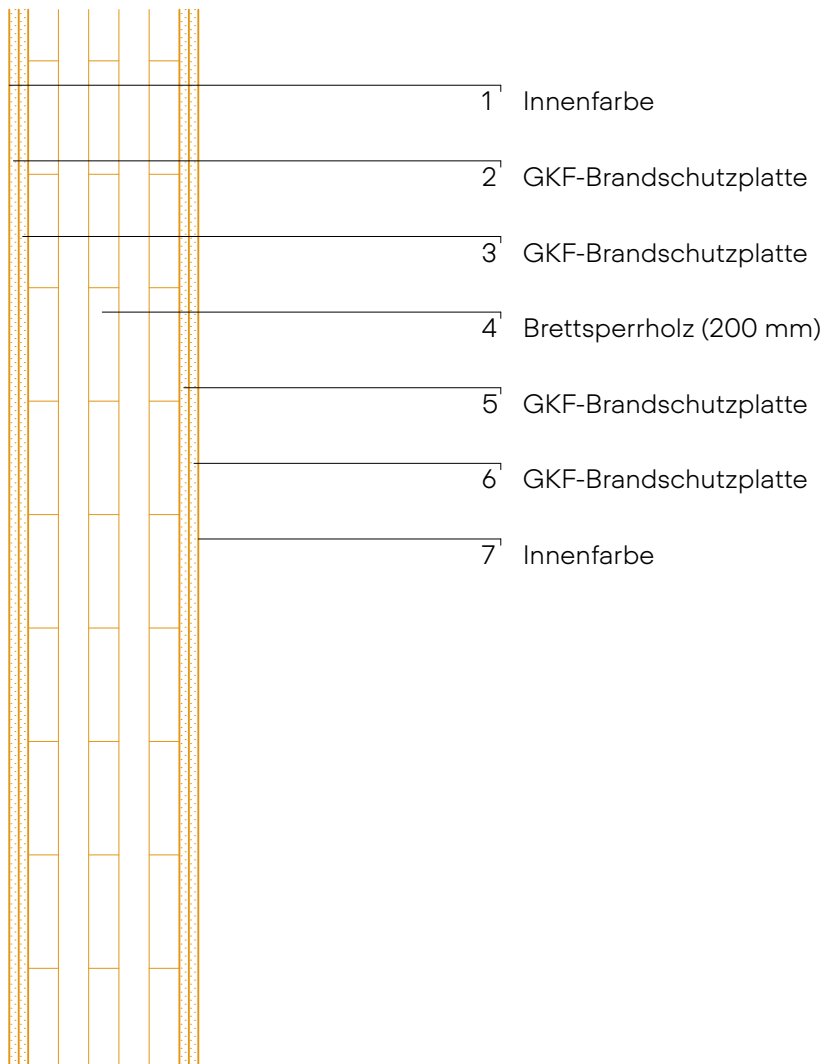 1 Innenfarbe
2 GKF-Brandschutzplatte
3 GKF-Brandschutzplatte
4 Brettsperrholz (200 mm)
5 GKF-Brandschutzplatte
6 GKF-Brandschutzplatte
7 Innenfarbe